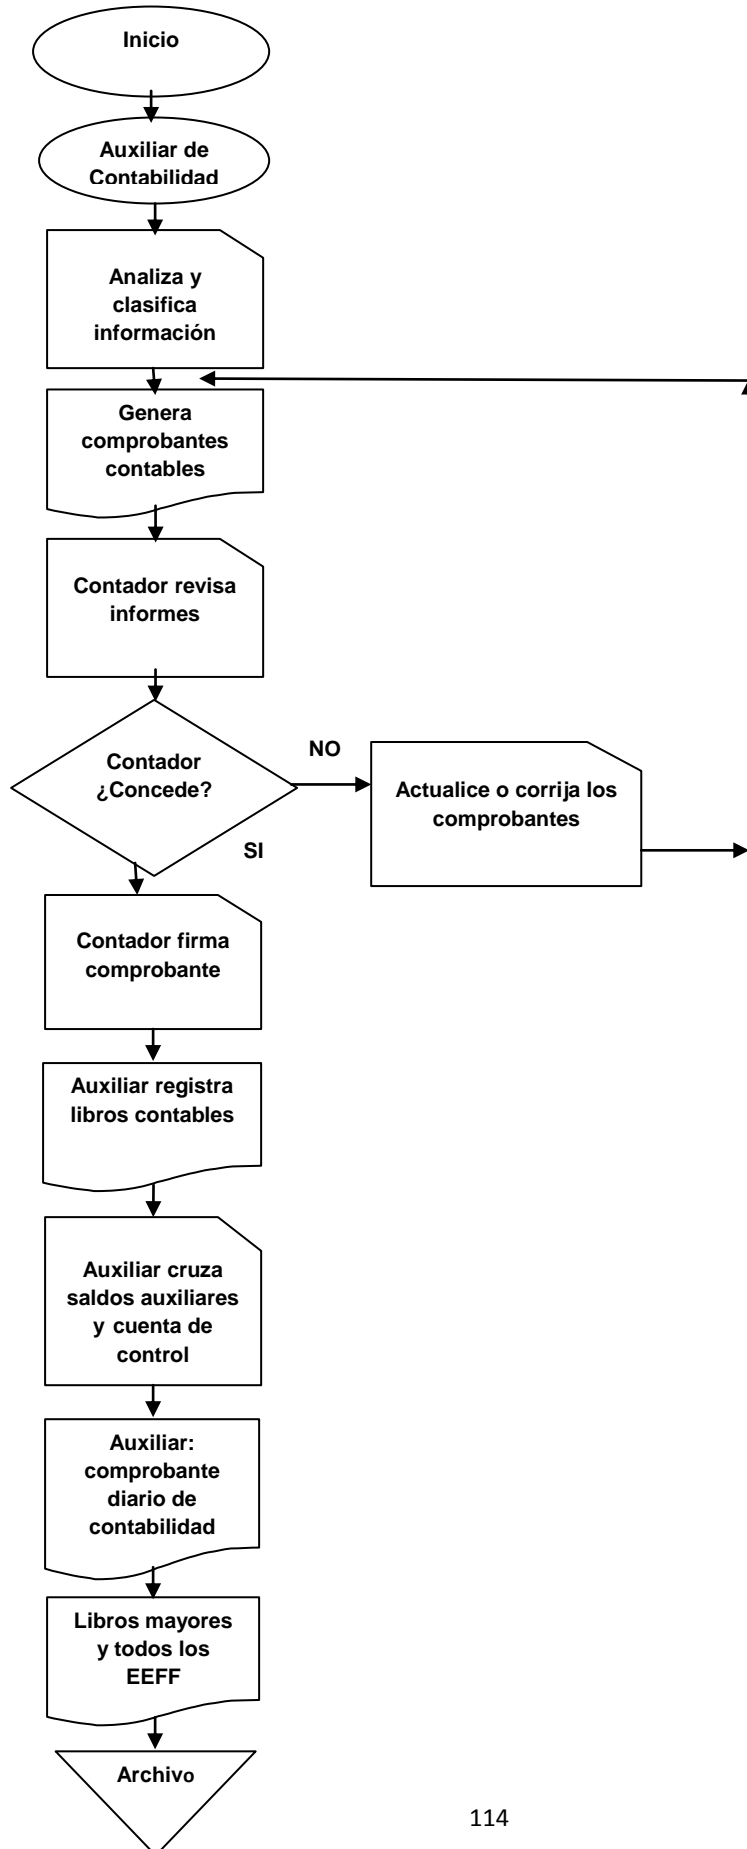 Inicio
Auxiliar de
Contabilidad
Analiza y
clasifica
información
Genera
comprobantes
contables
Contador revisa
informes
Contador
¿Concede?
NO
Actualice o corrija los
comprobantes
SI
Contador firma
comprobante
Auxiliar registra
libros contables
Auxiliar cruza
saldos auxiliares
y cuenta de
control
Auxiliar:
comprobante
diario de
contabilidad
Libros mayores
y todos los
EEFF
Archivo
114